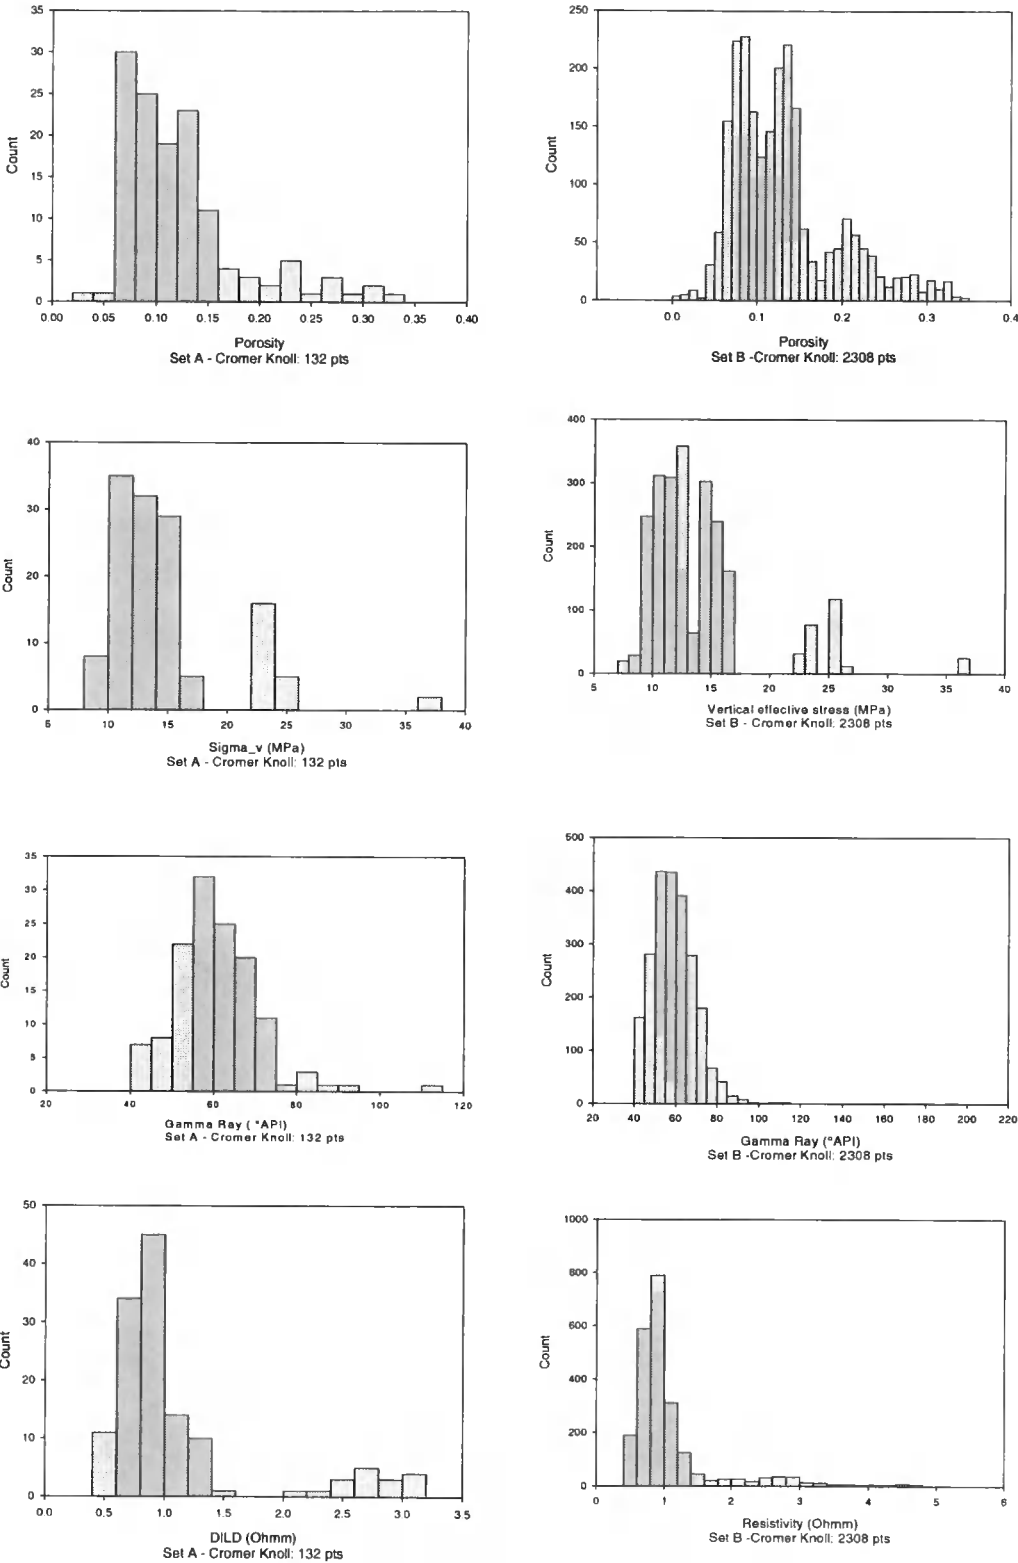 35
30
25
20
15
10
5
0
Count
0.00 0.05 0.10 0.15 0.20 0.25 0.30 0.35 0.40
Porosity
Set A - Cromer Knoll: 132 pts
250
200
150
100
50
0
Count
0.0 0.1 0.2 0.3 0.4
Porosity
Set B -Cromer Knoll: 2308 pts
40
30
20
10
0
Count
5 10 15 20 25 30 35 40
Sigma_v (MPa)
Set A - Cromer Knoll: 132 pts
400
300
200
100
0
Count
5 10 15 20 25 30 35 40
Vertical effective stress (MPa)
Set B - Cromer Knoll: 2308 pts
35
30
25
20
15
10
5
0
Count
20 40 60 80 100 120
Gamma Ray ( °API)
Set A - Cromer Knoll: 132 pts
500
400
300
200
100
0
Count
20 40 60 80 100 120 140 160 180 200 220
Gamma Ray (°API)
Set B -Cromer Knoll: 2308 pts
50
40
30
20
10
0
Count
0.0 0.5 1.0 1.5 2.0 2.5 3.0 3.5
DILD (Ohmm)
Set A - Cromer Knoll: 132 pts
1000
800
600
400
200
0
Count
0 1 2 3 4 5 6
Resistivity (Ohmm)
Set B - Cromer Knoll: 2308 pts